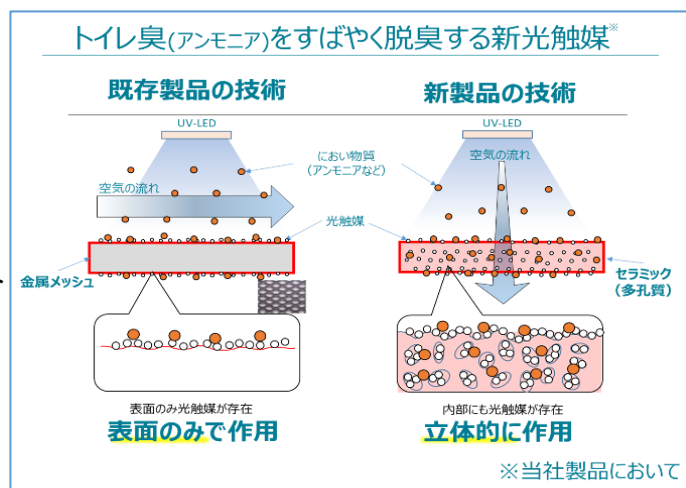 トイレ臭(アンモニア)をすばやく脱臭する新光触媒※
既存製品の技術
新製品の技術
UV-LED
UV-LED
空気の流れ
におい物質
(アンモニアなど)
空気の流れ
光触媒
金属メッシュ
セラミック
(多孔質)
表面のみ光触媒が存在
表面のみで作用
内部にも光触媒が存在
立体的に作用
※当社製品において